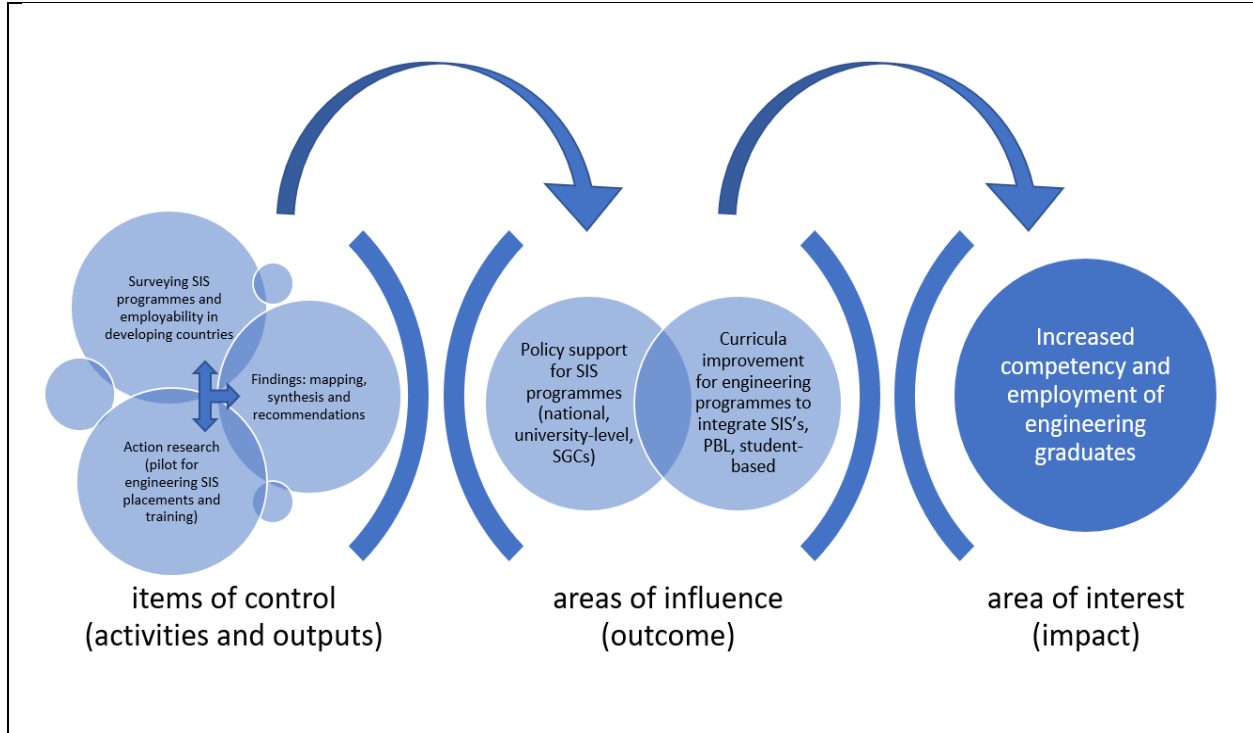 Surveying SIS
programmes and
employability in
developing countries
Findings: mapping,
synthesis and
recommendations
Action research
(pilot for
engineering SIS
placements and
training)
Policy support
for SIS
programmes
(national,
university-level,
SGCs)
Curricula
improvement
for engineering
programmes to
integrate SIS's,
PBL, student-
based
Increased
competency and
employment of
engineering
graduates
items of control
(activities and outputs)
areas of influence
(outcome)
area of interest
(impact)